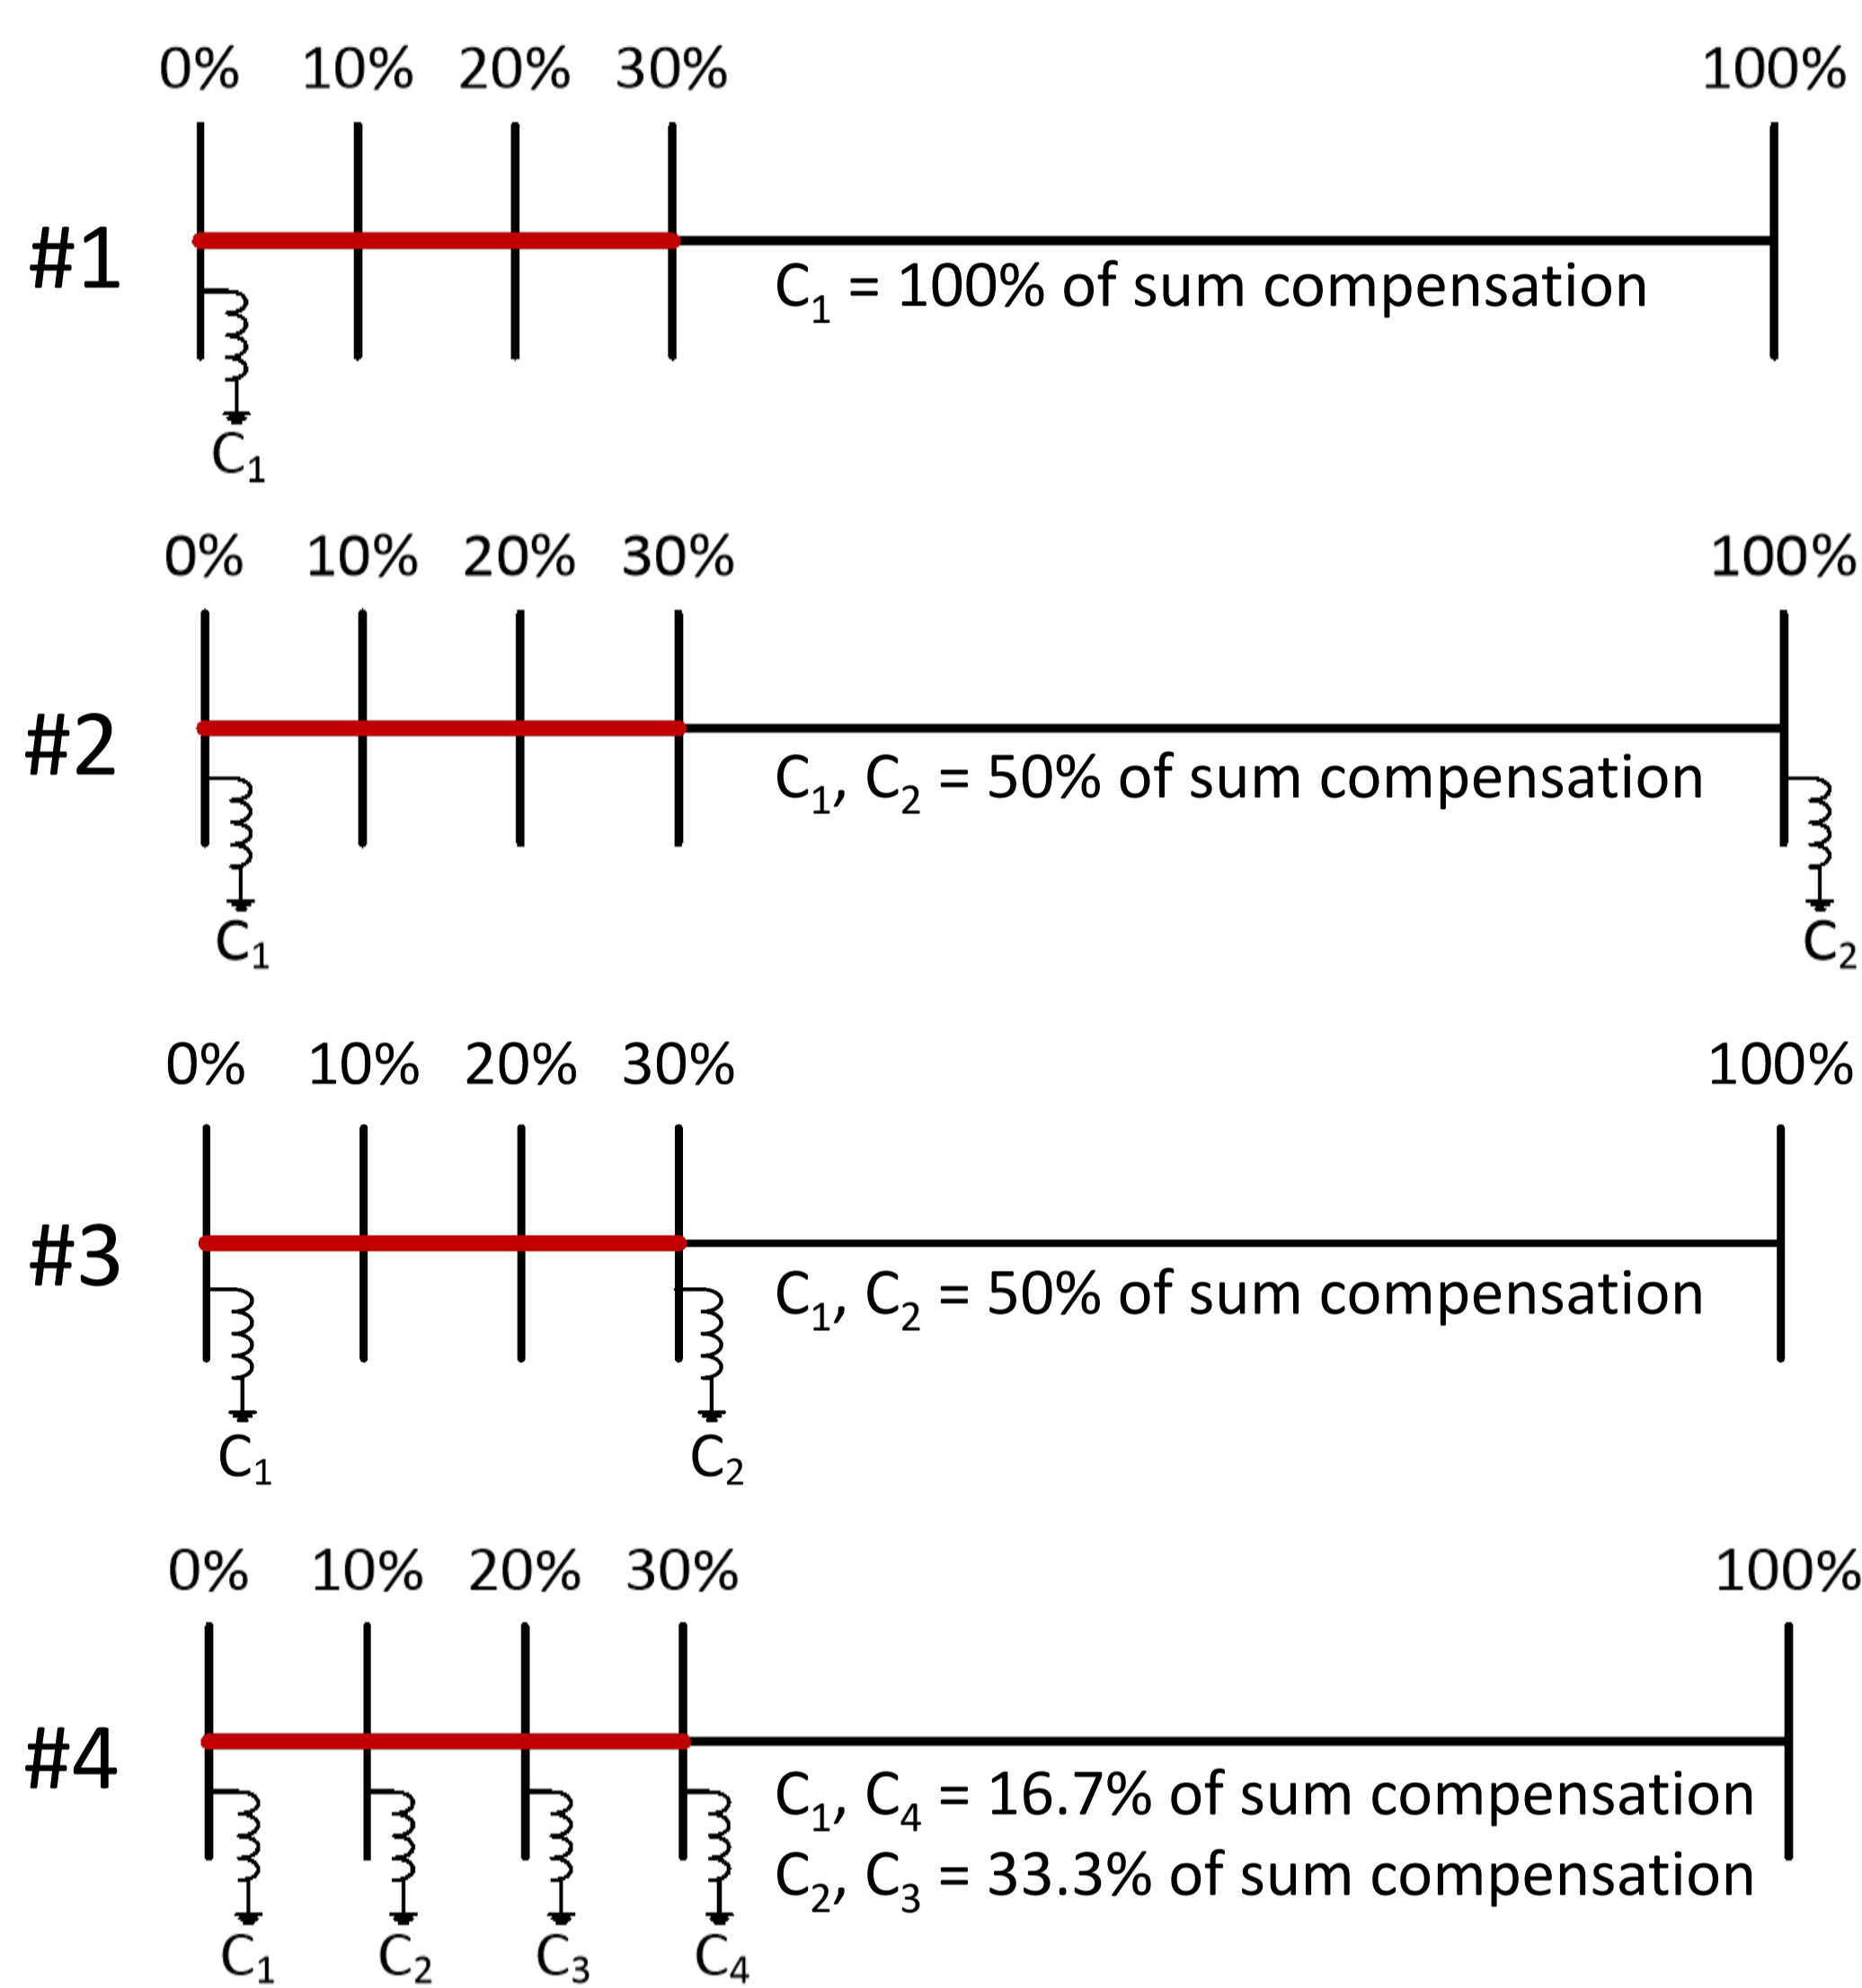 0% 10% 20% 30% 100%
#1
C₁ = 100% of sum compensation
C₁
0% 10% 20% 30% 100%
#2
C₁, C₂ = 50% of sum compensation
C₁ C₂
0% 10% 20% 30% 100%
#3
C₁, C₂ = 50% of sum compensation
C₁ C₂
0% 10% 20% 30% 100%
#4
C₁, C₄ = 16.7% of sum compensation
C₂, C₃ = 33.3% of sum compensation
C₁ C₂ C₃ C₄